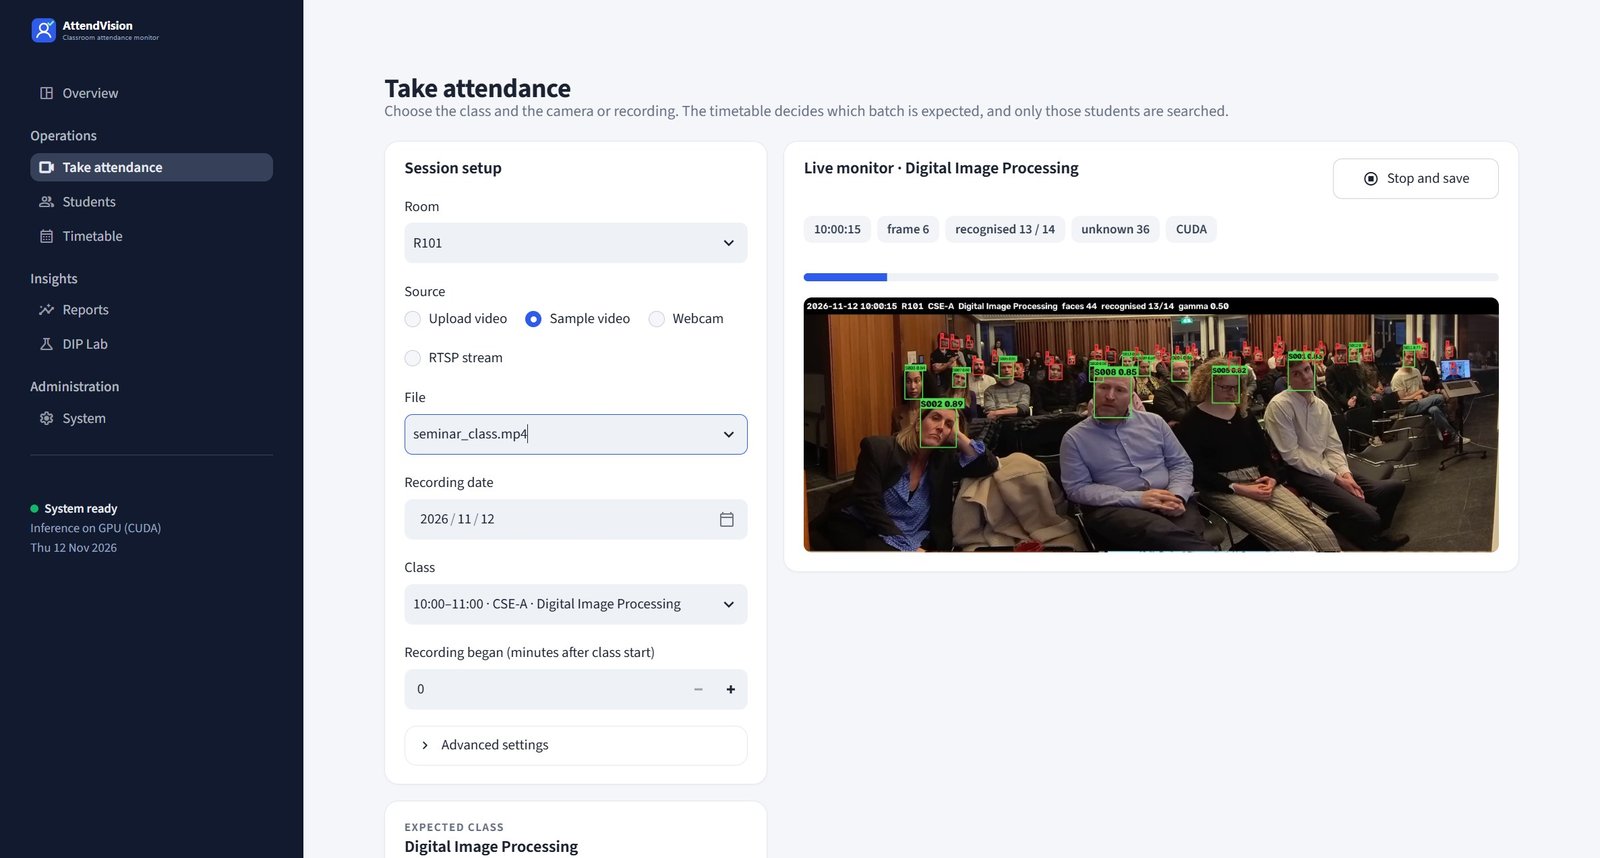 AttendVision
Classroom attendance monitor
Overview
Operations
Take attendance
Students
Timetable
Insights
Reports
DIP Lab
Administration
System
System ready
Inference on GPU (CUDA)
Thu 12 Nov 2026
Take attendance
Choose the class and the camera or recording. The timetable decides which batch is expected, and only those students are searched.
Session setup
Room
R101
Source
Upload video
Sample video
Webcam
RTSP stream
File
seminar_class.mp4
Recording date
2026 / 11 / 12
Class
10:00–11:00 · CSE-A · Digital Image Processing
Recording began (minutes after class start)
0
Advanced settings
EXPECTED CLASS
Digital Image Processing
Live monitor · Digital Image Processing
Stop and save
10:00:15
frame 6
recognised 13 / 14
unknown 36
CUDA
2026-11-12 10:00:15 R101 CSE-A Digital Image Processing faces 44 recognised 13/14 gamma 0.50
S002 0.89
S008 0.85
S005 0.82